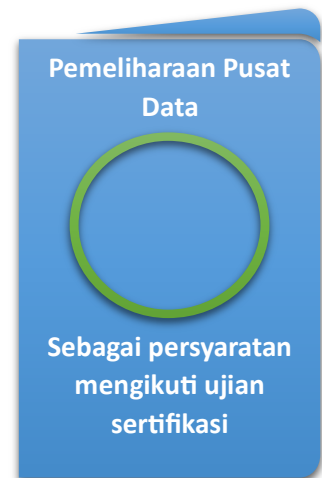 Pemeliharaan Pusat
Data
Sebagai persyaratan
mengikuti ujian
sertifikasi